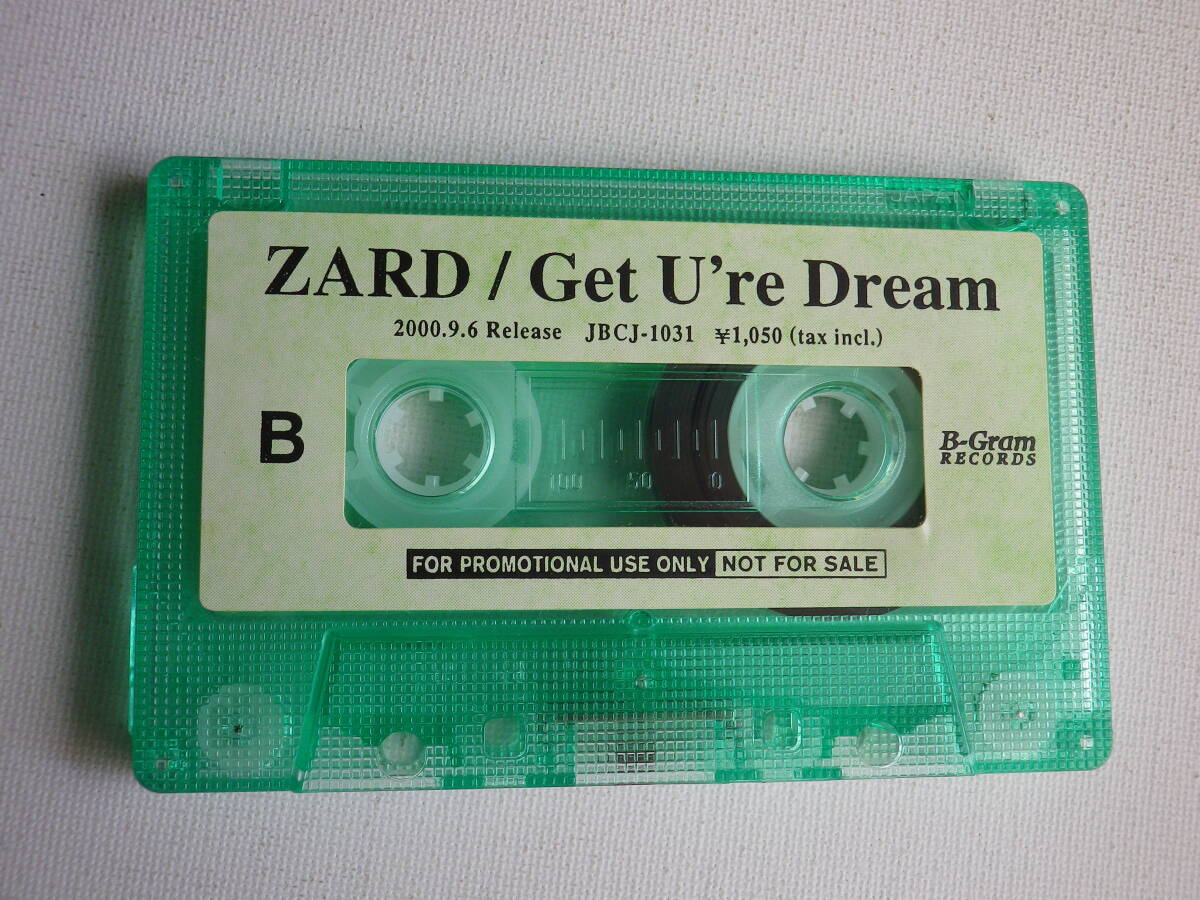 ZARD / Get U're Dream
2000.9.6 Release JBCJ-1031 ¥1,050 (tax incl.)
B
B-Gram
RECORDS
100 50 0
FOR PROMOTIONAL USE ONLY NOT FOR SALE